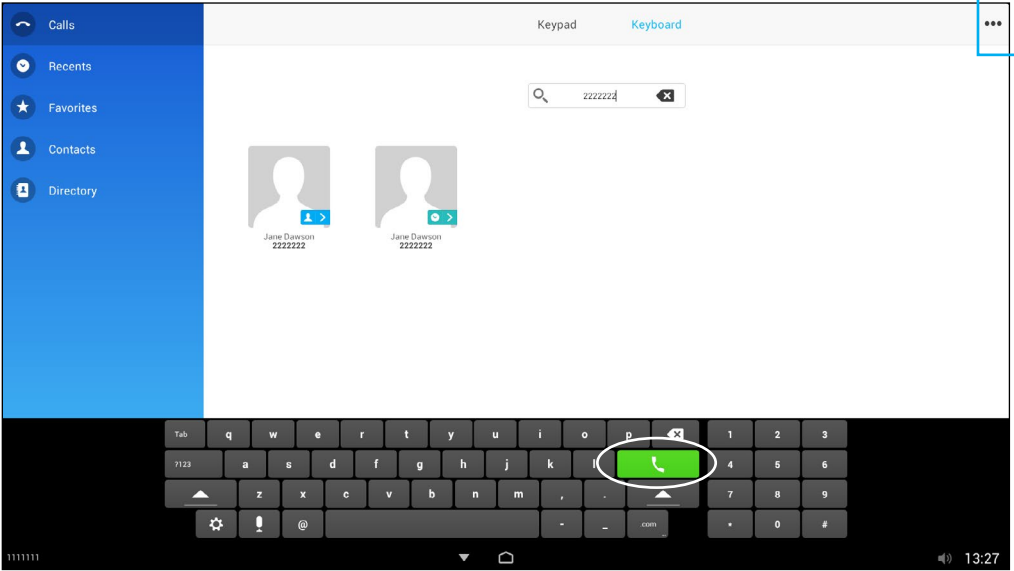 Calls
Keypad Keyboard
Recents
2222222
Favorites
Contacts
Directory
Jane Dawson Jane Dawson
2222222 2222222
Tab q w e r t y u i o p 1 2 3
?123 a s d f g h j k l 4 5 6
z x c v b n m , . 7 8 9
@ - _ .com * 0 #
1111111 13:27